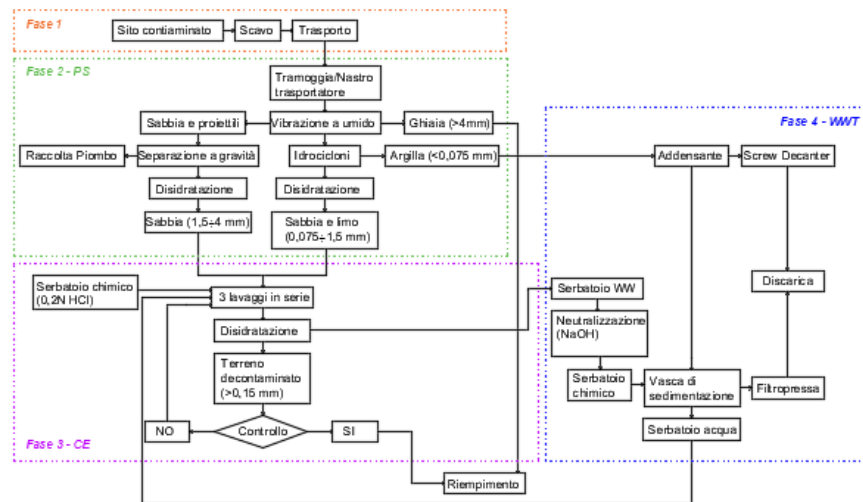 Fase 1
Sito contiaminato
Scavo
Trasporto
Fase 2 - PS
Tramoggia/Nastro
trasportatore
Sabbia e proiettili
Vibrazione a umido
Ghiaia (>4mm)
Fase 4 - WWT
Raccolta Piombo
Separazione a gravità
Idrocicloni
Argilla (<0,075 mm)
Addensante
Screw Decanter
Disidratazione
Disidratazione
Sabbia (1,5÷4 mm)
Sabbia e limo
(0,075÷1,5 mm)
Serbatoio chimico
(0,2N HCl)
3 lavaggi in serie
Serbatoio WW
Discarica
Disidratazione
Neutralizzazione
(NaOH)
Terreno
decontaminato
(>0,15 mm)
Serbatoio
chimico
Vasca di
sedimentazione
Filtropressa
NO
Controllo
SI
Serbatoio acqua
Fase 3 - CE
Riempimento